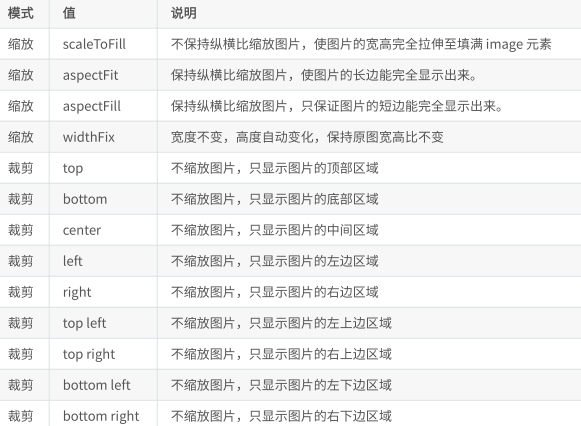 模式 值 说明
缩放 scaleToFill 不保持纵横比缩放图片，使图片的宽高完全拉伸至填满 image 元素
缩放 aspectFit 保持纵横比缩放图片，使图片的长边能完全显示出来。
缩放 aspectFill 保持纵横比缩放图片，只保证图片的短边能完全显示出来。
缩放 widthFix 宽度不变，高度自动变化，保持原图宽高比不变
裁剪 top 不缩放图片，只显示图片的顶部区域
裁剪 bottom 不缩放图片，只显示图片的底部区域
裁剪 center 不缩放图片，只显示图片的中间区域
裁剪 left 不缩放图片，只显示图片的左边区域
裁剪 right 不缩放图片，只显示图片的右边区域
裁剪 top left 不缩放图片，只显示图片的左上边区域
裁剪 top right 不缩放图片，只显示图片的右上边区域
裁剪 bottom left 不缩放图片，只显示图片的左下边区域
裁剪 bottom right 不缩放图片，只显示图片的右下边区域